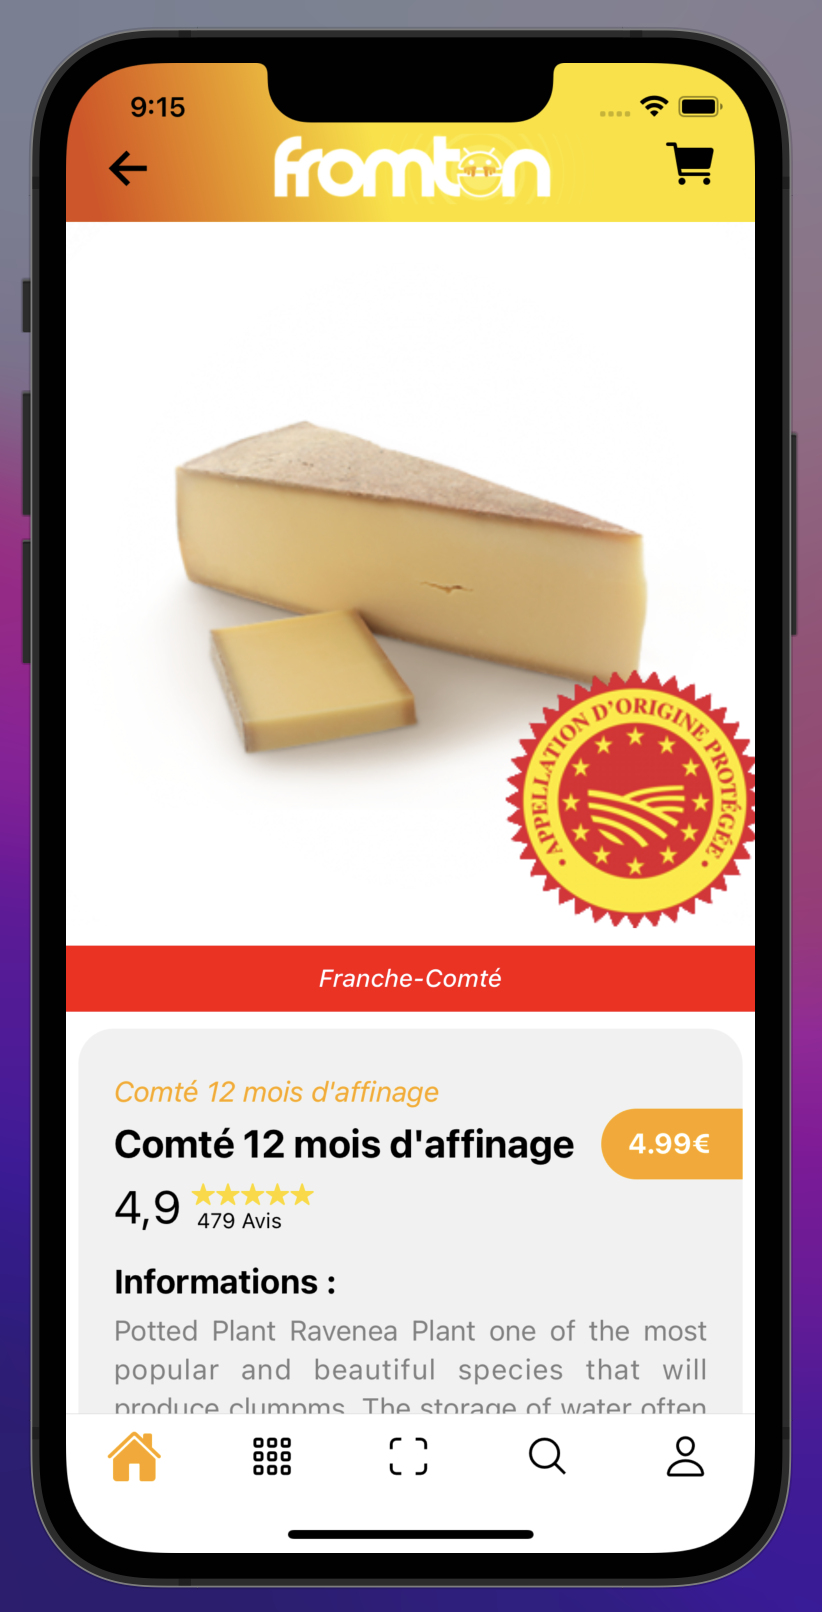 9:15
fromton
APPELLATION D'ORIGINE PROTÉGÉE
Franche-Comté
Comté 12 mois d'affinage
Comté 12 mois d'affinage
4.99€
4,9
479 Avis
Informations :
Potted Plant Ravenea Plant one of the most
popular and beautiful species that will
produce clumpms. The storage of water often